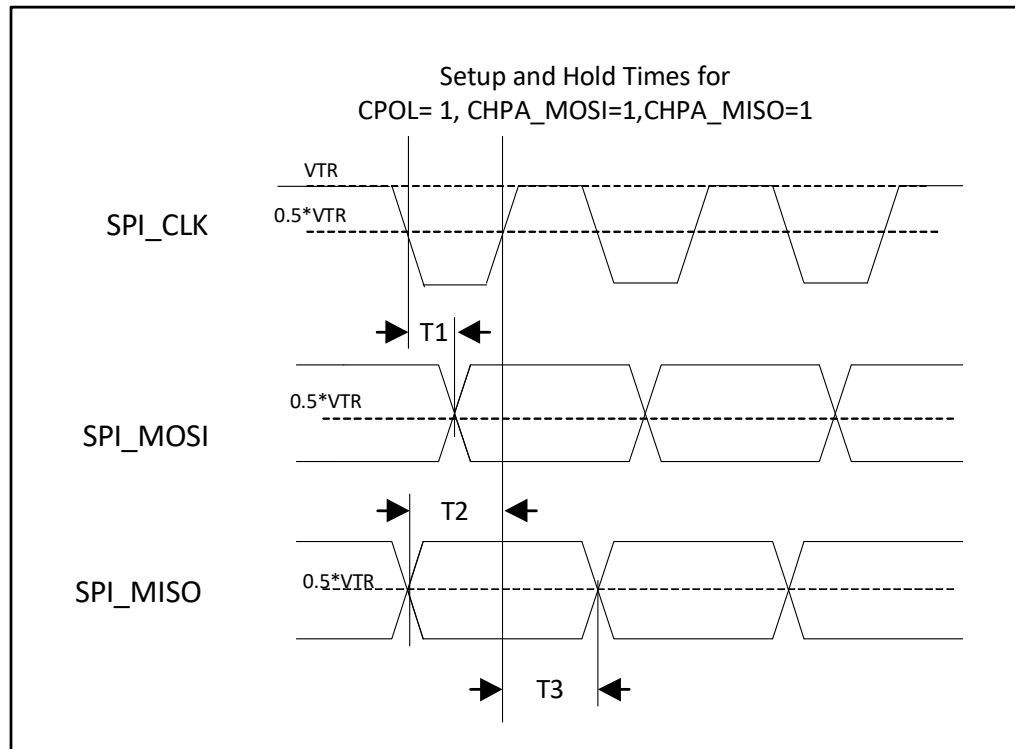 Setup and Hold Times for
CPOL= 1, CHPA_MOSI=1,CHPA_MISO=1
VTR
0.5*VTR
SPI_CLK
T1
0.5*VTR
SPI_MOSI
T2
0.5*VTR
SPI_MISO
T3